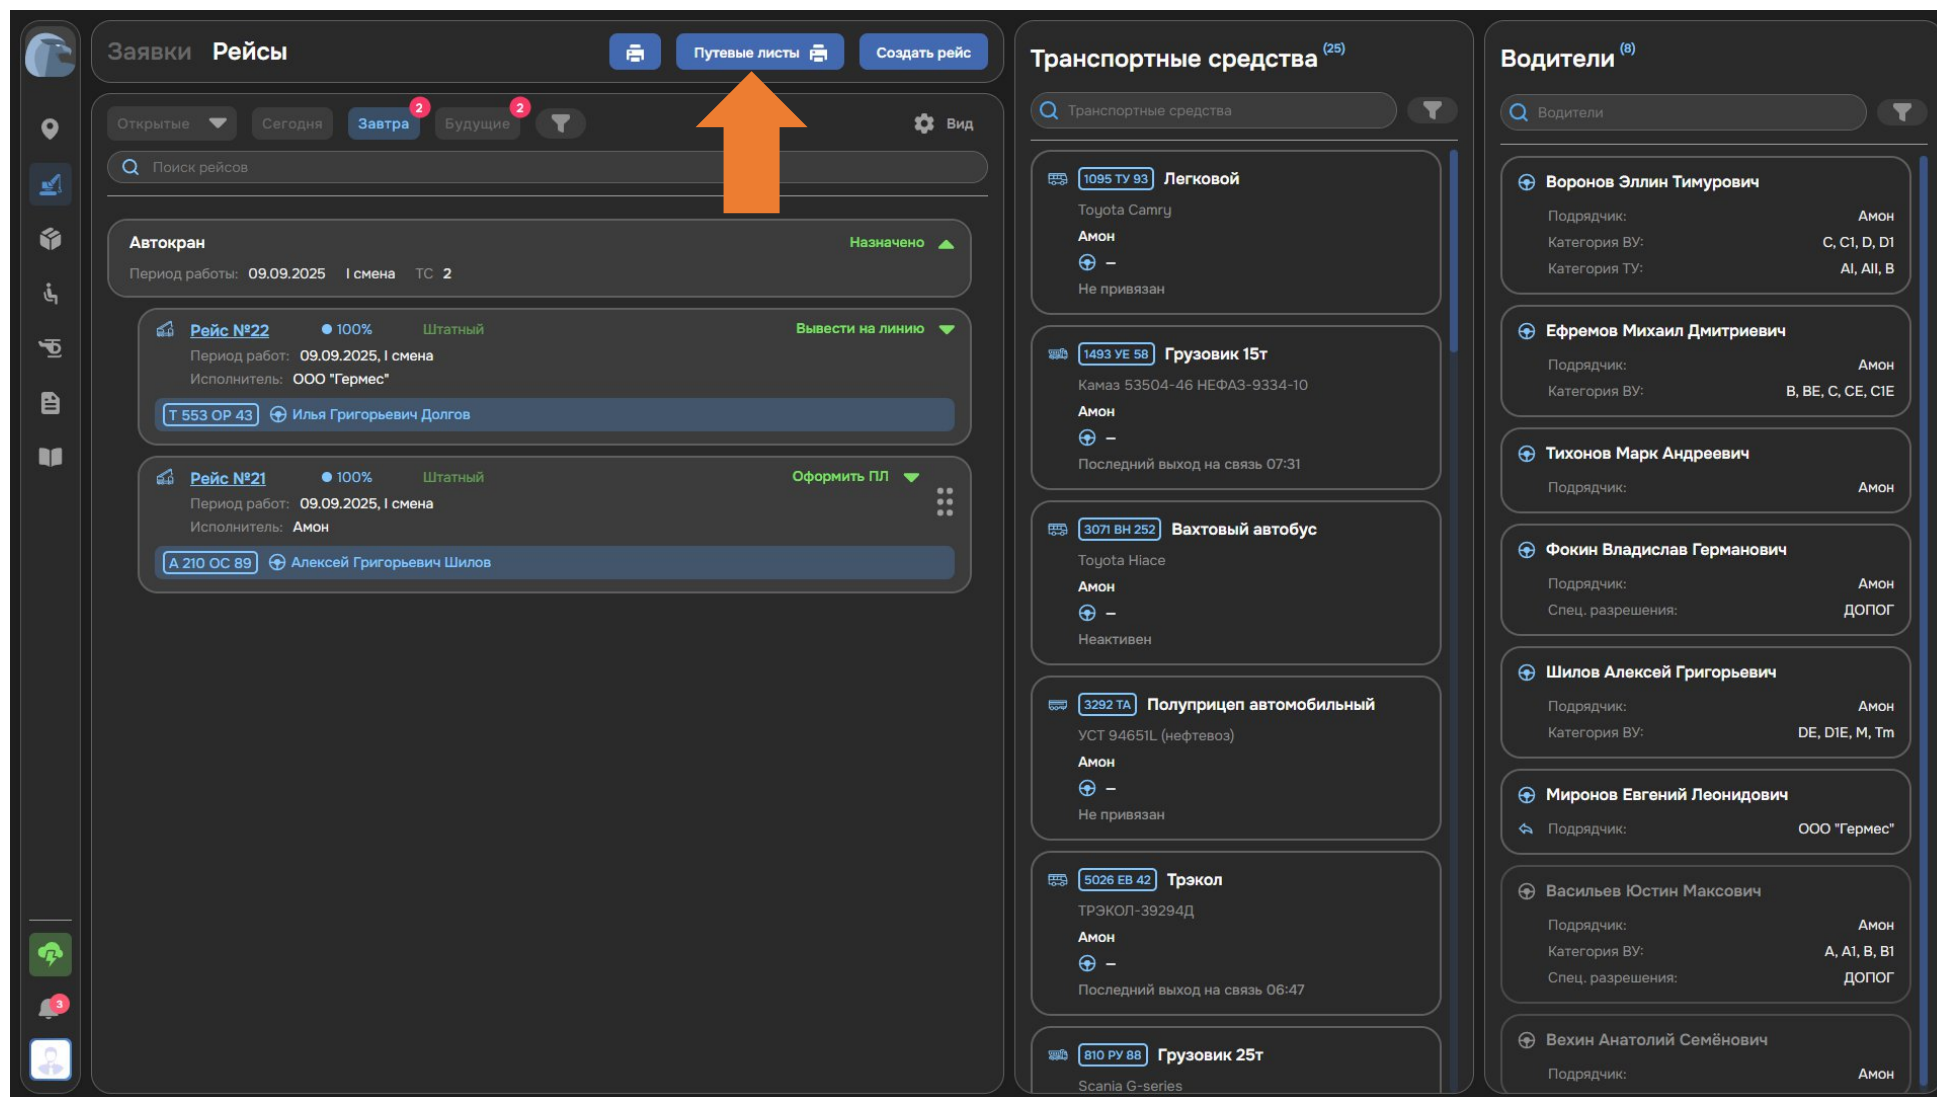 Заявки Рейсы
Путевые листы
Создать рейс
Открытые
Сегодня
Завтра
2
Будущие
2
Вид
Поиск рейсов
Автокран
Назначено
Период работы: 09.09.2025 I смена ТС 2
Рейс №22 100% Штатный Вывести на линию
Период работ: 09.09.2025, I смена
Исполнитель: ООО "Гермес"
Т 553 ОР 43 Илья Григорьевич Долгов
Рейс №21 100% Штатный Оформить ПЛ
Период работ: 09.09.2025, I смена
Исполнитель: Амон
А 210 ОС 89 Алексей Григорьевич Шилов
3
Транспортные средства (25)
Транспортные средства
1095 ТУ 93 Легковой
Toyota Camry
Амон
–
Не привязан
1493 УЕ 58 Грузовик 15т
Камаз 53504-46 НЕФАЗ-9334-10
Амон
–
Последний выход на связь 07:31
3071 ВН 252 Вахтовый автобус
Toyota Hiace
Амон
–
Неактивен
3292 ТА Полуприцеп автомобильный
УСТ 94651L (нефтевоз)
Амон
–
Не привязан
5026 ЕВ 42 Трэкол
ТРЭКОЛ-39294Д
Амон
–
Последний выход на связь 06:47
810 РУ 88 Грузовик 25т
Scania G-series
Водители (8)
Водители
Воронов Эллин Тимурович
Подрядчик: Амон
Категория ВУ: C, C1, D, D1
Категория ТУ: AI, AII, B
Ефремов Михаил Дмитриевич
Подрядчик: Амон
Категория ВУ: B, BE, C, CE, C1E
Тихонов Марк Андреевич
Подрядчик: Амон
Фокин Владислав Германович
Подрядчик: Амон
Спец. разрешения: ДОПОГ
Шилов Алексей Григорьевич
Подрядчик: Амон
Категория ВУ: DE, D1E, M, Tm
Миронов Евгений Леонидович
Подрядчик: ООО "Гермес"
Васильев Юстин Максович
Подрядчик: Амон
Категория ВУ: A, A1, B, B1
Спец. разрешения: ДОПОГ
Вехин Анатолий Семёнович
Подрядчик: Амон